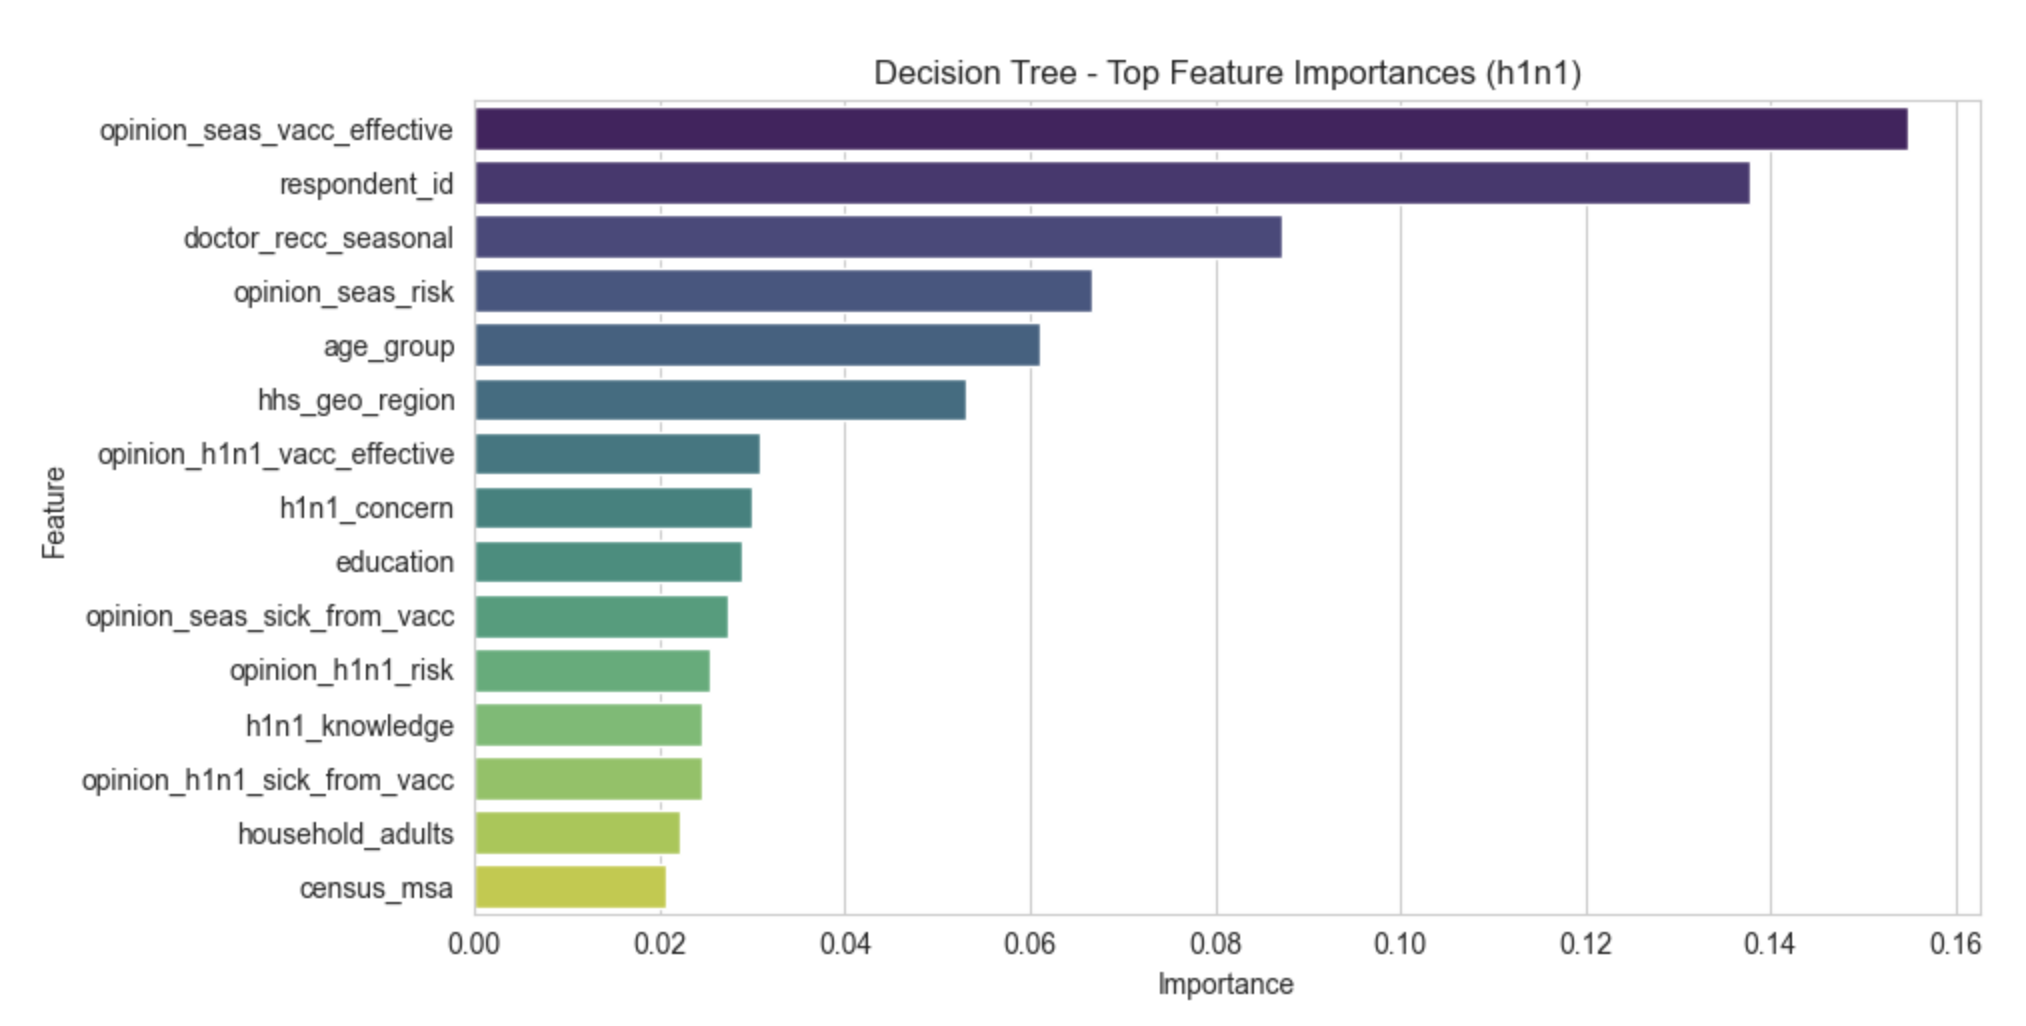 Decision Tree - Top Feature Importances (h1n1)
opinion_seas_vacc_effective
respondent_id
doctor_recc_seasonal
opinion_seas_risk
age_group
hhs_geo_region
opinion_h1n1_vacc_effective
h1n1_concern
education
opinion_seas_sick_from_vacc
opinion_h1n1_risk
h1n1_knowledge
opinion_h1n1_sick_from_vacc
household_adults
census_msa
Feature
0.00 0.02 0.04 0.06 0.08 0.10 0.12 0.14 0.16
Importance